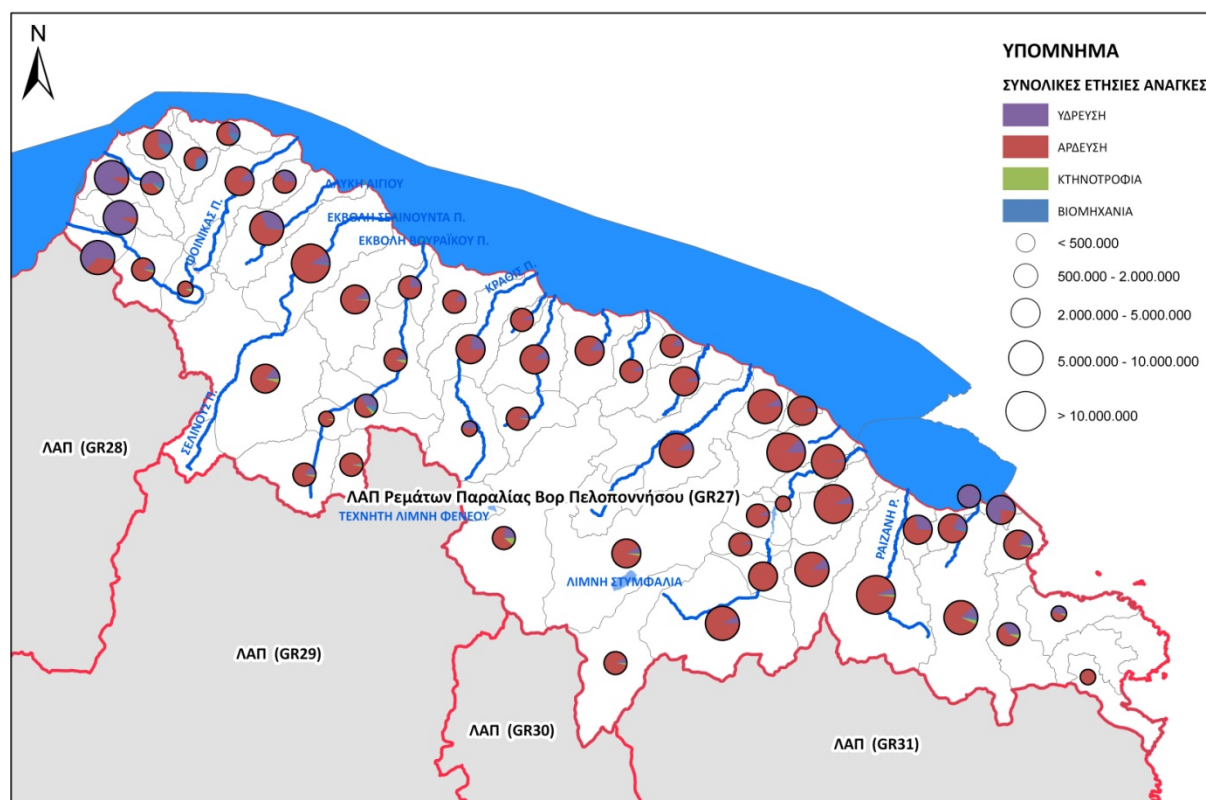 N
ΥΠΟΜΝΗΜΑ
ΣΥΝΟΛΙΚΕΣ ΕΤΗΣΙΕΣ ΑΝΑΓΚΕΣ
ΥΔΡΕΥΣΗ
ΑΡΔΕΥΣΗ
ΚΤΗΝΟΤΡΟΦΙΑ
ΒΙΟΜΗΧΑΝΙΑ
< 500.000
500.000 - 2.000.000
2.000.000 - 5.000.000
5.000.000 - 10.000.000
> 10.000.000
ΑΛΥΚΗ ΑΙΓΙΟΥ
ΕΚΒΟΛΗ ΣΕΛΙΝΟΥΝΤΑ Π.
ΕΚΒΟΛΗ ΒΟΥΡΑΪΚΟΥ Π.
ΦΟΙΝΙΚΑΣ Π.
ΚΡΑΘΙΣ Π.
ΣΕΛΙΝΟΥΣ Π.
ΛΑΠ (GR28)
ΛΑΠ Ρεμάτων Παραλίας Βορ Πελοποννήσου (GR27)
ΤΕΧΝΗΤΗ ΛΙΜΝΗ ΦΕΝΕΟΥ
ΡΑΙΖΑΝΗ Ρ.
ΛΙΜΝΗ ΣΤΥΜΦΑΛΙΑ
ΛΑΠ (GR29)
ΛΑΠ (GR30)
ΛΑΠ (GR31)